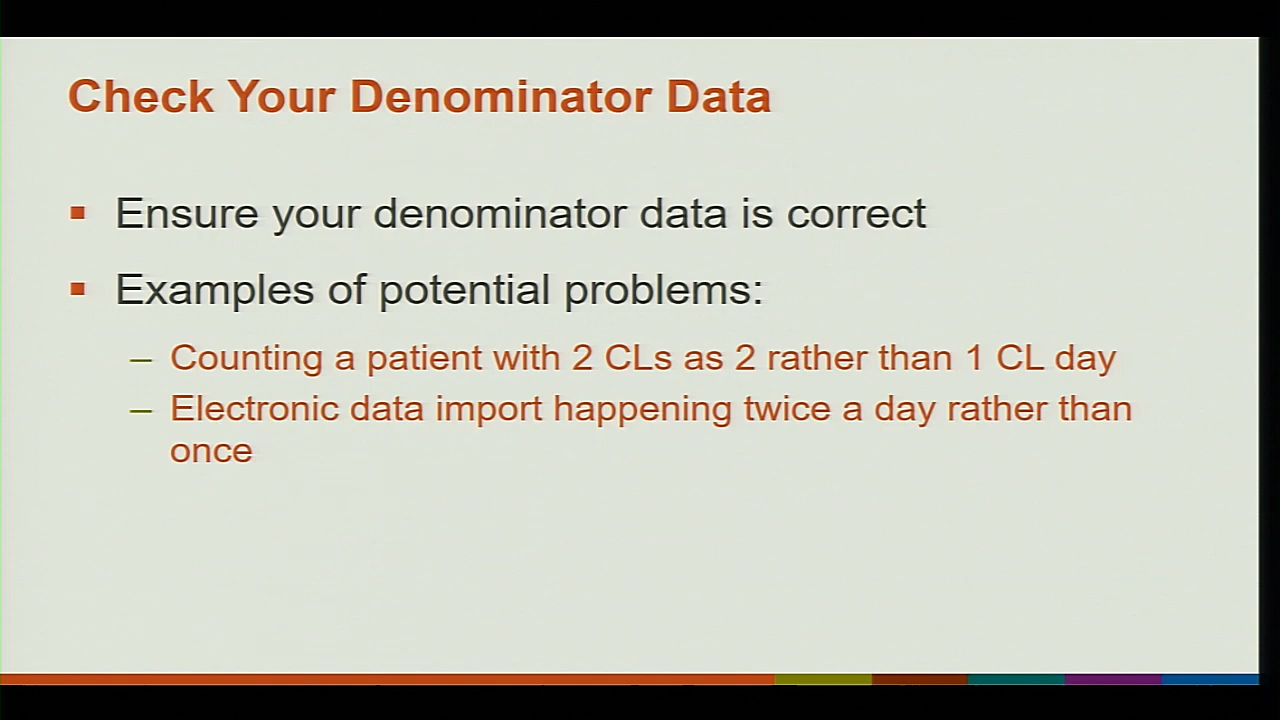 Check Your Denominator Data
▪ Ensure your denominator data is correct
▪ Examples of potential problems:
– Counting a patient with 2 CLs as 2 rather than 1 CL day
– Electronic data import happening twice a day rather than
once